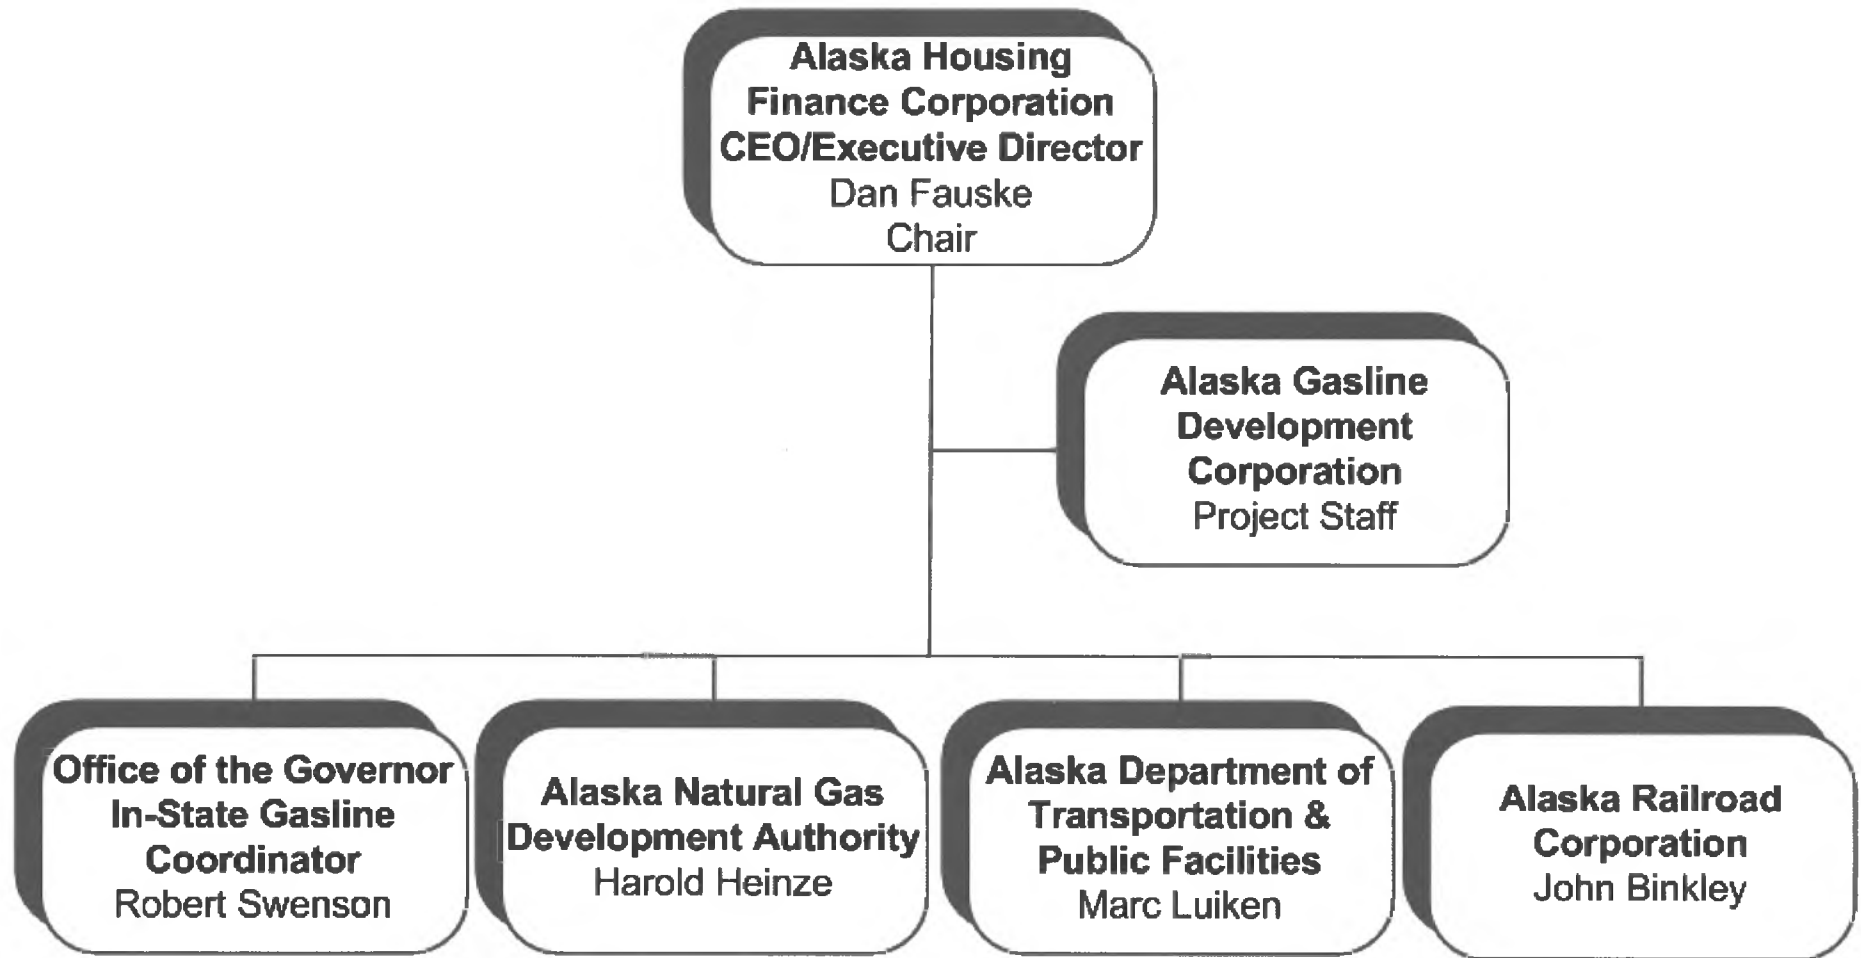 Alaska Housing
Finance Corporation
CEO/Executive Director
Dan Fauske
Chair
Alaska Gasline
Development
Corporation
Project Staff
Office of the Governor
In-State Gasline
Coordinator
Robert Swenson
Alaska Natural Gas
Development Authority
Harold Heinze
Alaska Department of
Transportation &
Public Facilities
Marc Luiken
Alaska Railroad
Corporation
John Binkley